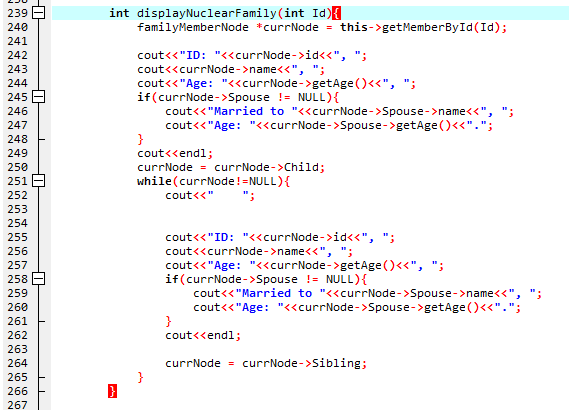 239 int displayNuclearFamily(int Id){
240 familyMemberNode *currNode = this->getMemberById(Id);
241
242 cout<<"ID: "<<currNode->id<<", ";
243 cout<<currNode->name<<", ";
244 cout<<"Age: "<<currNode->getAge()<<", ";
245 if(currNode->Spouse != NULL){
246 cout<<"Married to "<<currNode->Spouse->name<<", ";
247 cout<<"Age: "<<currNode->Spouse->getAge()<<".";
248 }
249 cout<<endl;
250 currNode = currNode->Child;
251 while(currNode!=NULL){
252 cout<<"    ";
253
254
255 cout<<"ID: "<<currNode->id<<", ";
256 cout<<currNode->name<<", ";
257 cout<<"Age: "<<currNode->getAge()<<", ";
258 if(currNode->Spouse != NULL){
259 cout<<"Married to "<<currNode->Spouse->name<<", ";
260 cout<<"Age: "<<currNode->Spouse->getAge()<<".";
261 }
262 cout<<endl;
263
264 currNode = currNode->Sibling;
265 }
266 }
267